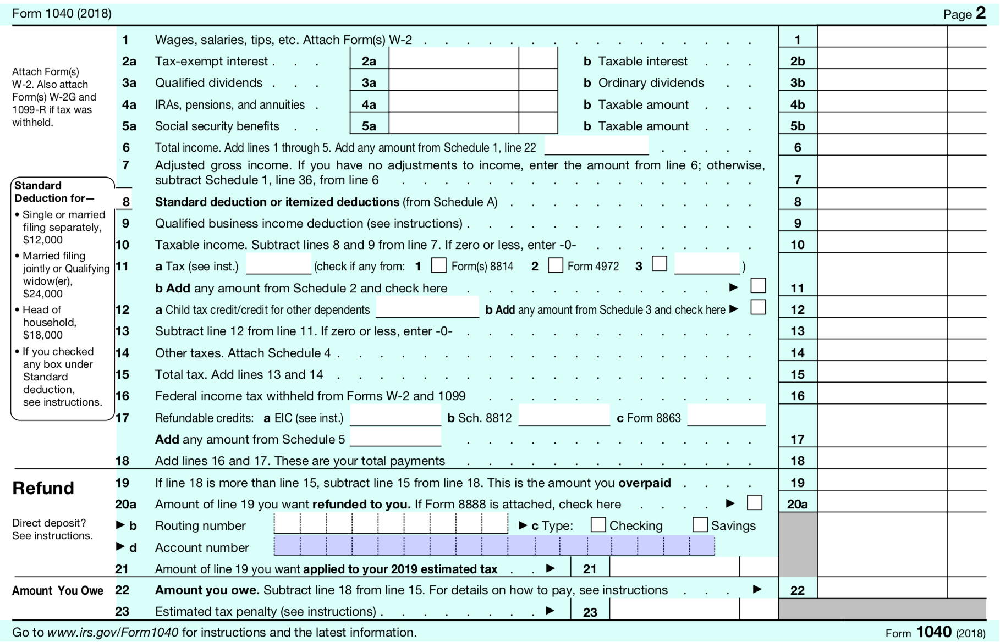 Form 1040 (2018) Page 2
Attach Form(s)
W-2. Also attach
Form(s) W-2G and
1099-R if tax was
withheld.
1 Wages, salaries, tips, etc. Attach Form(s) W-2 . . . . . . . . . . . . . . . . 1
2a Tax-exempt interest . . . 2a b Taxable interest . . . 2b
3a Qualified dividends . . . 3a b Ordinary dividends . . 3b
4a IRAs, pensions, and annuities . 4a b Taxable amount . . . 4b
5a Social security benefits . . 5a b Taxable amount . . . 5b
6 Total income. Add lines 1 through 5. Add any amount from Schedule 1, line 22 . . . . . 6
7 Adjusted gross income. If you have no adjustments to income, enter the amount from line 6; otherwise,
subtract Schedule 1, line 36, from line 6 . . . . . . . . . . . . . . . . . 7
Standard
Deduction for—
• Single or married
filing separately,
$12,000
• Married filing
jointly or Qualifying
widow(er),
$24,000
• Head of
household,
$18,000
• If you checked
any box under
Standard
deduction,
see instructions.
8 Standard deduction or itemized deductions (from Schedule A) . . . . . . . . . . . . 8
9 Qualified business income deduction (see instructions) . . . . . . . . . . . . . . 9
10 Taxable income. Subtract lines 8 and 9 from line 7. If zero or less, enter -0- . . . . . . . . 10
11 a Tax (see inst.) (check if any from: 1 Form(s) 8814 2 Form 4972 3 )
b Add any amount from Schedule 2 and check here . . . . . . . . . . . . ▶ 11
12 a Child tax credit/credit for other dependents b Add any amount from Schedule 3 and check here ▶ 12
13 Subtract line 12 from line 11. If zero or less, enter -0- . . . . . . . . . . . . . . 13
14 Other taxes. Attach Schedule 4 . . . . . . . . . . . . . . . . . . . . 14
15 Total tax. Add lines 13 and 14 . . . . . . . . . . . . . . . . . . . . 15
16 Federal income tax withheld from Forms W-2 and 1099 . . . . . . . . . . . . . 16
17 Refundable credits: a EIC (see inst.) b Sch. 8812 c Form 8863
Add any amount from Schedule 5 . . . . . . . . . . . . . . 17
18 Add lines 16 and 17. These are your total payments . . . . . . . . . . . . . . 18
Refund
19 If line 18 is more than line 15, subtract line 15 from line 18. This is the amount you overpaid . . . . 19
20a Amount of line 19 you want refunded to you. If Form 8888 is attached, check here . . . . ▶ 20a
Direct deposit?
See instructions.
▶ b Routing number ▶ c Type: Checking Savings
▶ d Account number
21 Amount of line 19 you want applied to your 2019 estimated tax . . ▶ 21
Amount You Owe 22 Amount you owe. Subtract line 18 from line 15. For details on how to pay, see instructions . . . ▶ 22
23 Estimated tax penalty (see instructions) . . . . . . . . ▶ 23
Go to www.irs.gov/Form1040 for instructions and the latest information. Form 1040 (2018)